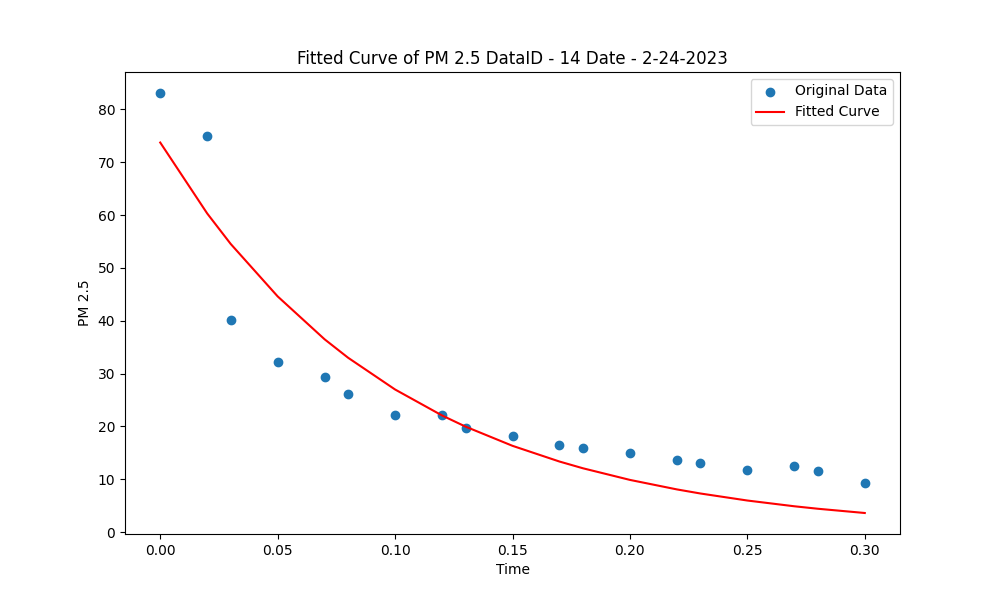 Fitted Curve of PM 2.5 DataID - 14 Date - 2-24-2023
Original Data
Fitted Curve
PM 2.5
80
70
60
50
40
30
20
10
0
0.00 0.05 0.10 0.15 0.20 0.25 0.30
Time